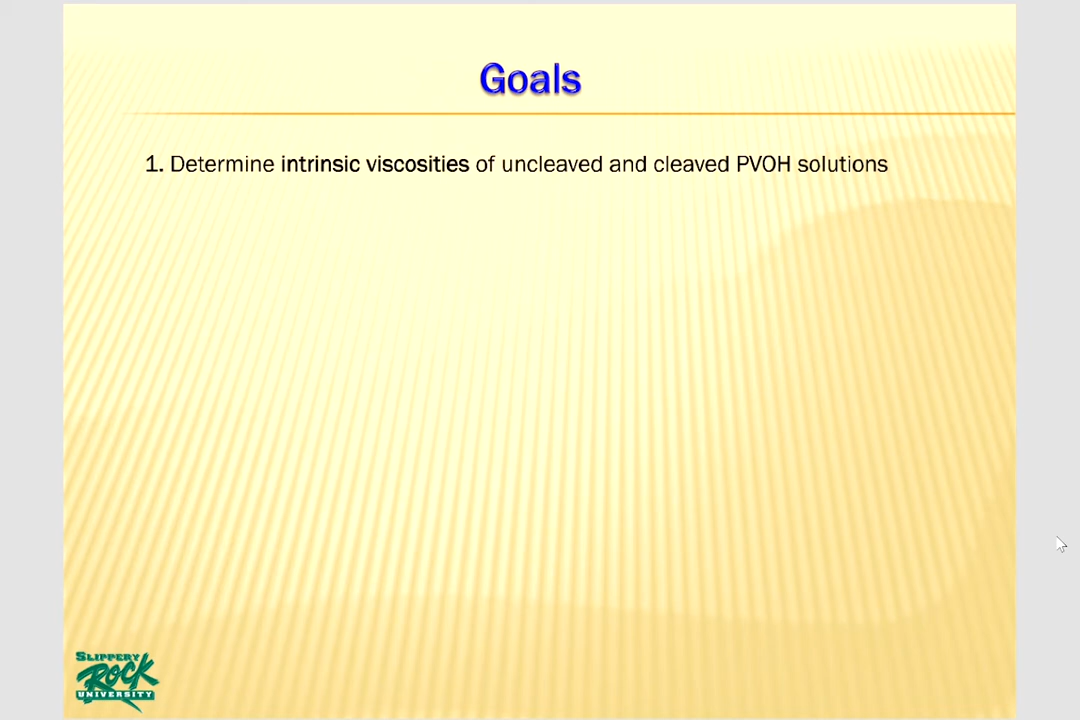 Goals
1. Determine intrinsic viscosities of uncleaved and cleaved PVOH solutions
SLIPPERY
ROCK
UNIVERSITY